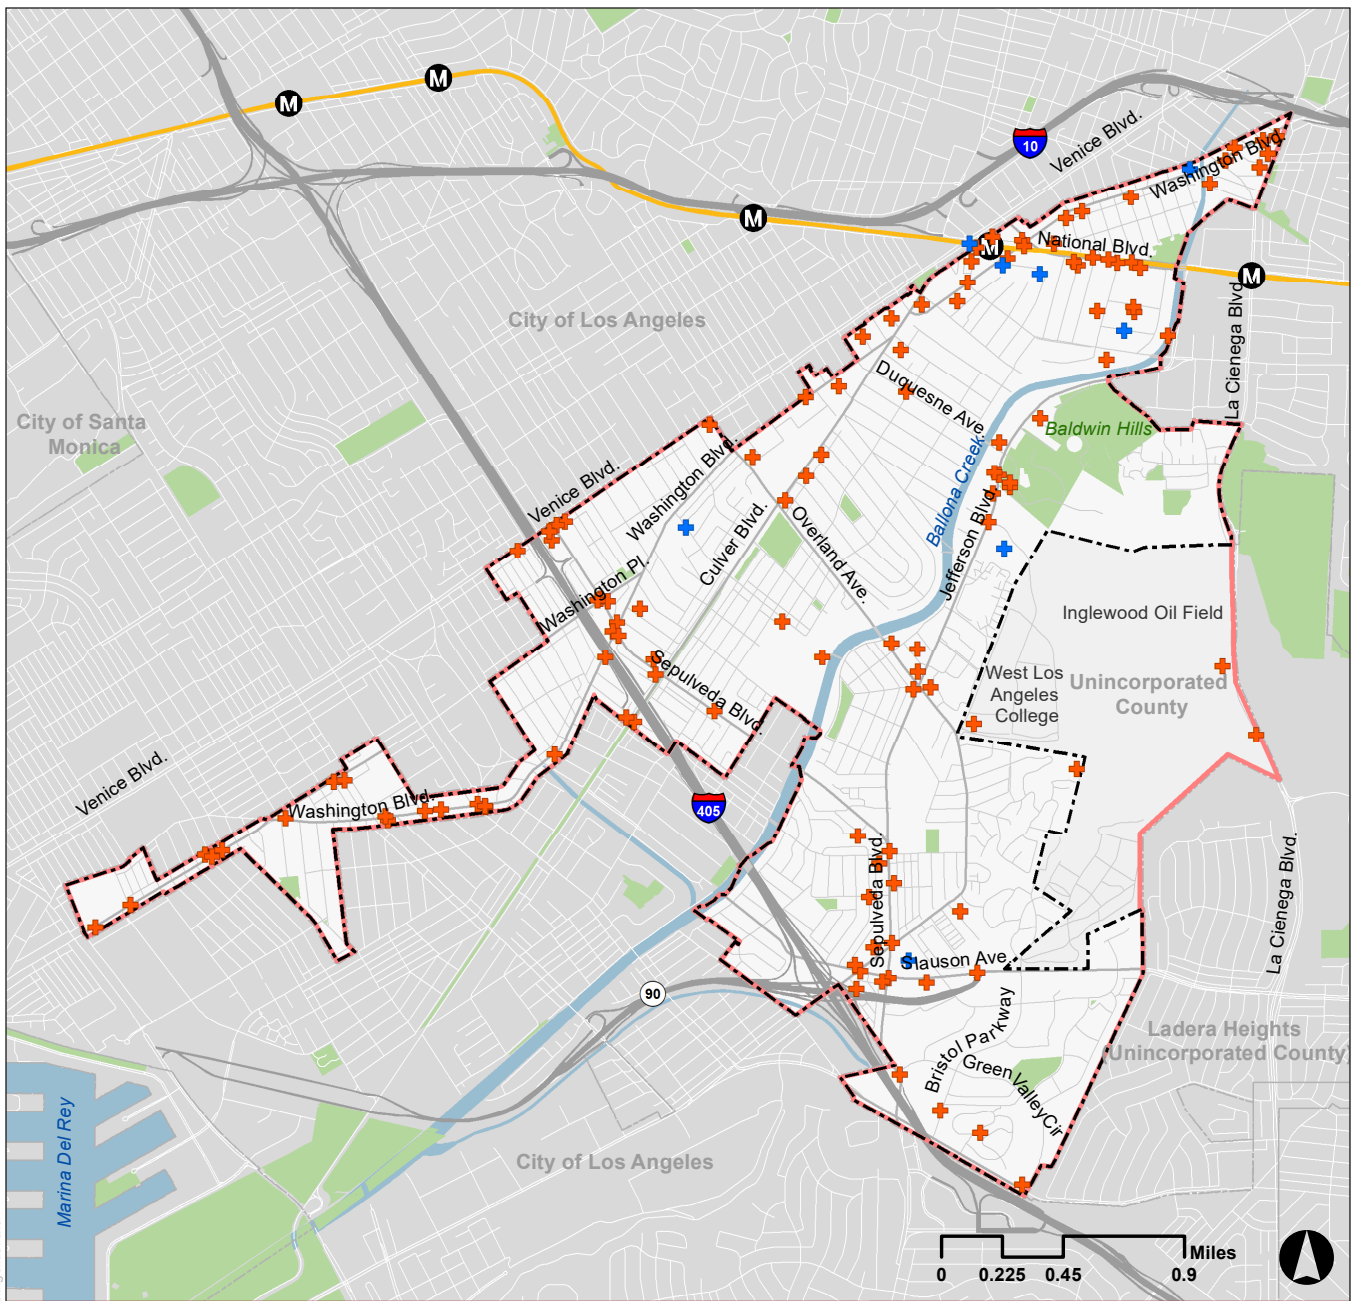 M
M
10
Venice Blvd.
Washington Blvd.
M
National Blvd.
M
M
City of Los Angeles
La Cienega Blvd.
Duquesne Ave.
City of Santa
Monica
Baldwin Hills
Venice Blvd.
Washington Blvd.
Culver Blvd.
Overland Ave.
Ballona Creek
Jefferson Blvd.
Washington Pl.
Inglewood Oil Field
Sepulveda Blvd.
West Los
Angeles
College
Unincorporated
County
Venice Blvd.
Washington Blvd.
405
Sepulveda Blvd.
La Cienega Blvd.
Slauson Ave
90
Bristol Parkway
Green Valley Cir
Ladera Heights
(Unincorporated County)
Marina Del Rey
City of Los Angeles
Miles
0
0.225
0.45
0.9